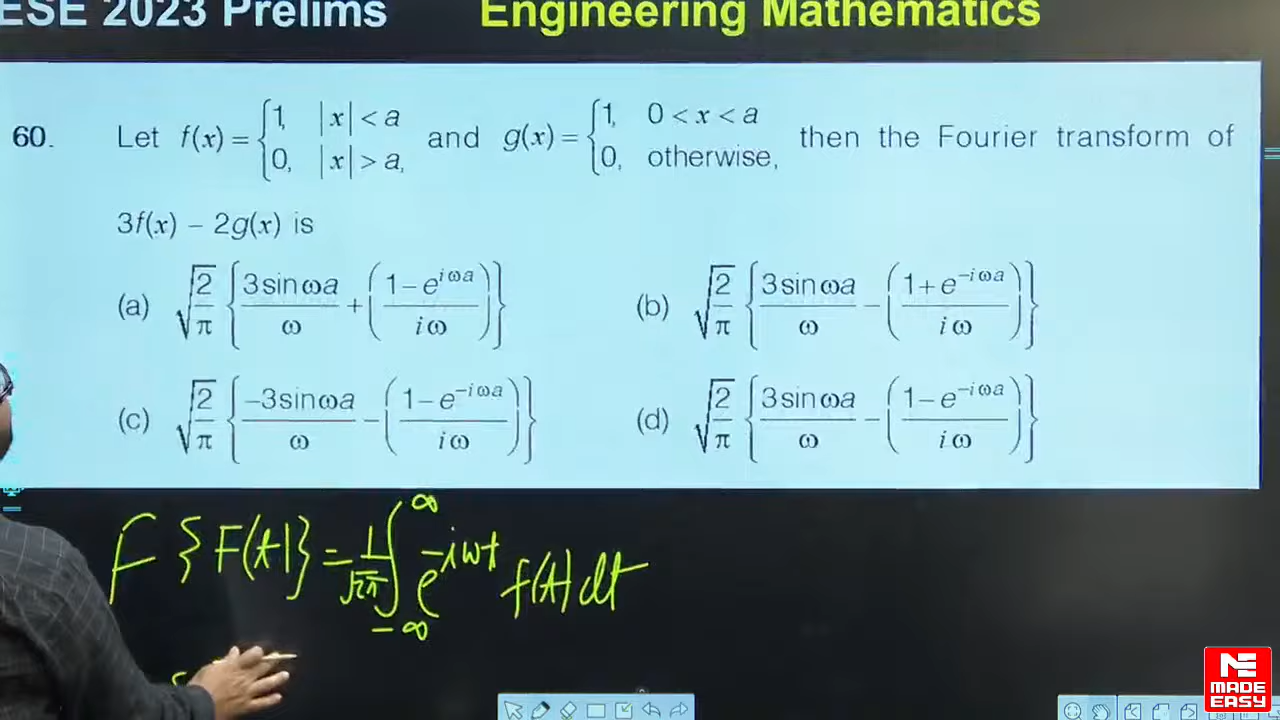 ESE 2023 Prelims Engineering Mathematics
60. Let f(x) = {1, |x| < a; 0, |x| > a, and g(x) = {1, 0 < x < a; 0, otherwise, then the Fourier transform of
3f(x) − 2g(x) is
(a) √(2/π) { 3 sin ωa / ω + ( (1 − e^{iωa}) / iω ) } (b) √(2/π) { 3 sin ωa / ω − ( (1 + e^{−iωa}) / iω ) }
(c) √(2/π) { −3 sin ωa / ω − ( (1 − e^{−iωa}) / iω ) } (d) √(2/π) { 3 sin ωa / ω − ( (1 − e^{−iωa}) / iω ) }
F {F(t)} = 1/√2π ∫_{−∞}^{∞} e^{−iωt} f(t) dt
MADE
EASY